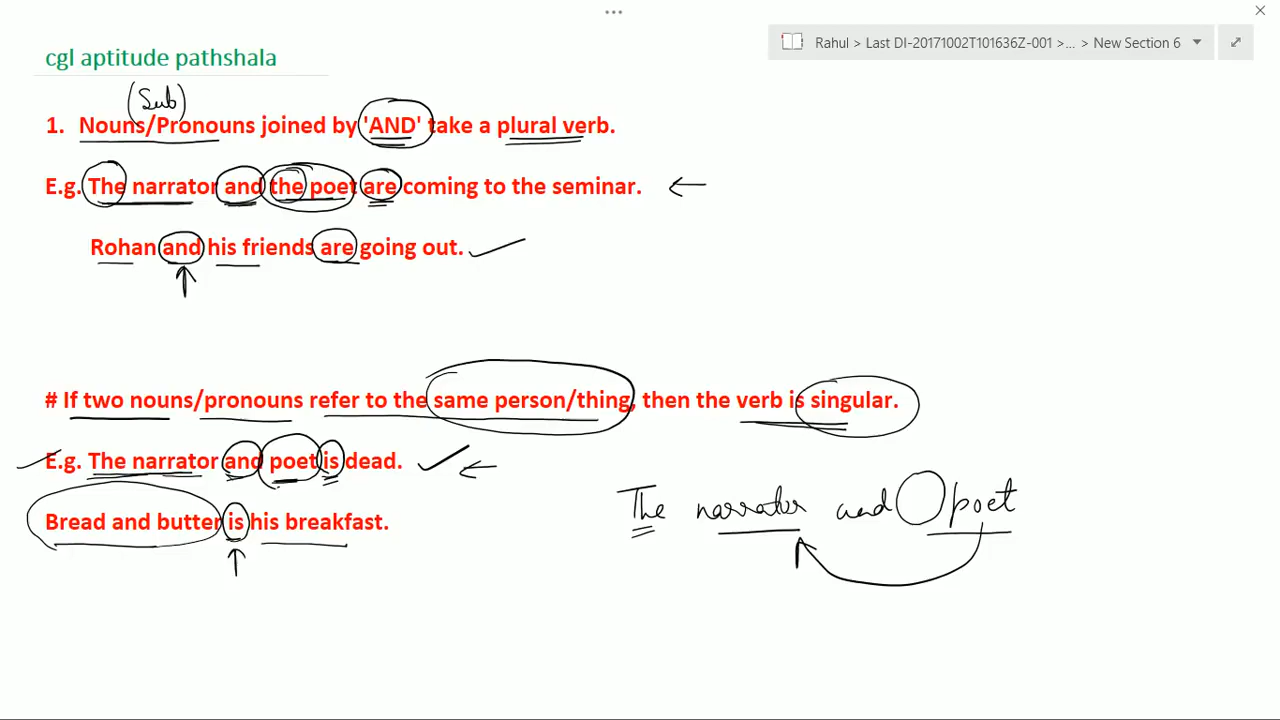 Rahul > Last DI-20171002T101636Z-001 >... > New Section 6
cgl aptitude pathshala
(Sub)
1. Nouns/Pronouns joined by 'AND' take a plural verb.
E.g. The narrator and the poet are coming to the seminar.
Rohan and his friends are going out.
# If two nouns/pronouns refer to the same person/thing, then the verb is singular.
E.g. The narrator and poet is dead.
The narrator and poet
Bread and butter is his breakfast.